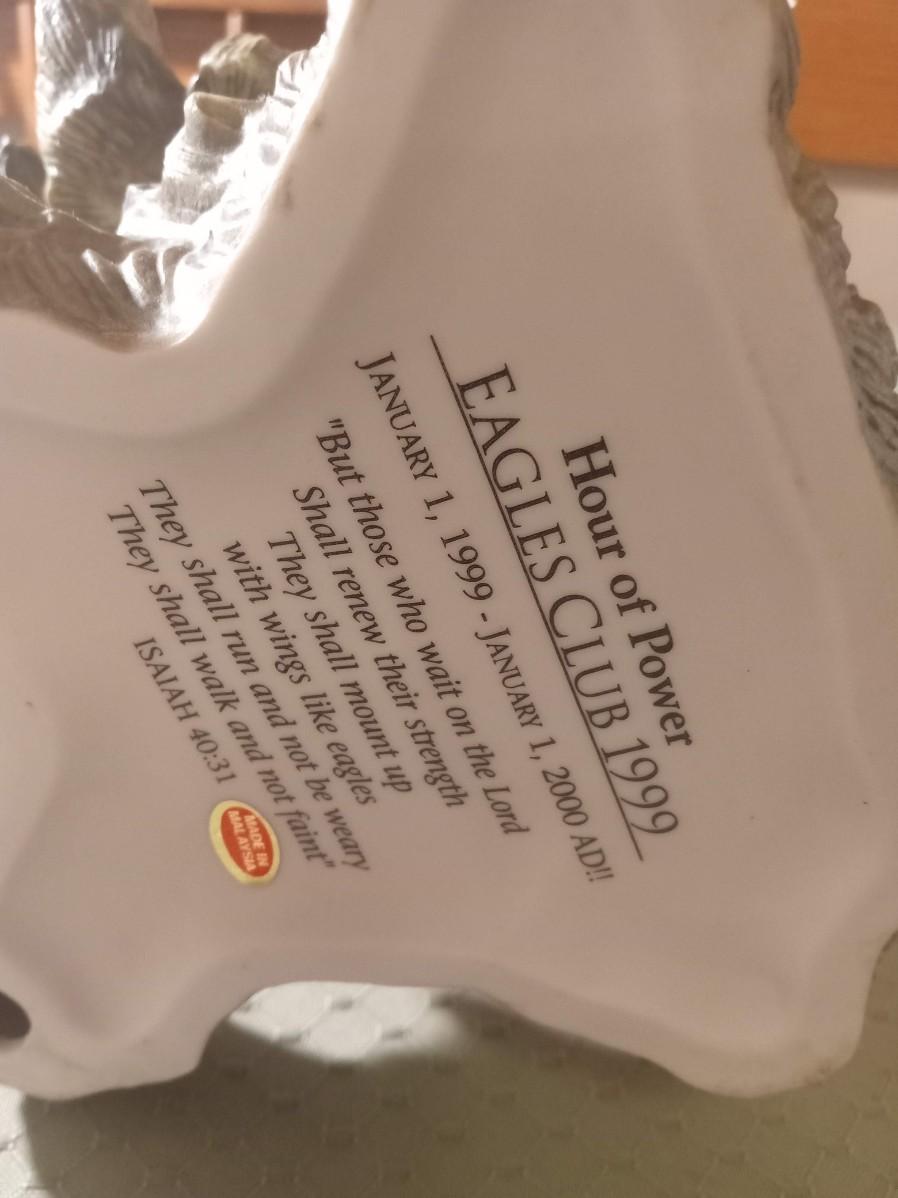 Hour of Power
EAGLES CLUB 1999
JANUARY 1, 1999 - JANUARY 1, 2000 AD!!
"But those who wait on the Lord
Shall renew their strength
They shall mount up
with wings like eagles
They shall run and not be weary
They shall walk and not faint"
ISAIAH 40:31
MADE IN
MALAYSIA